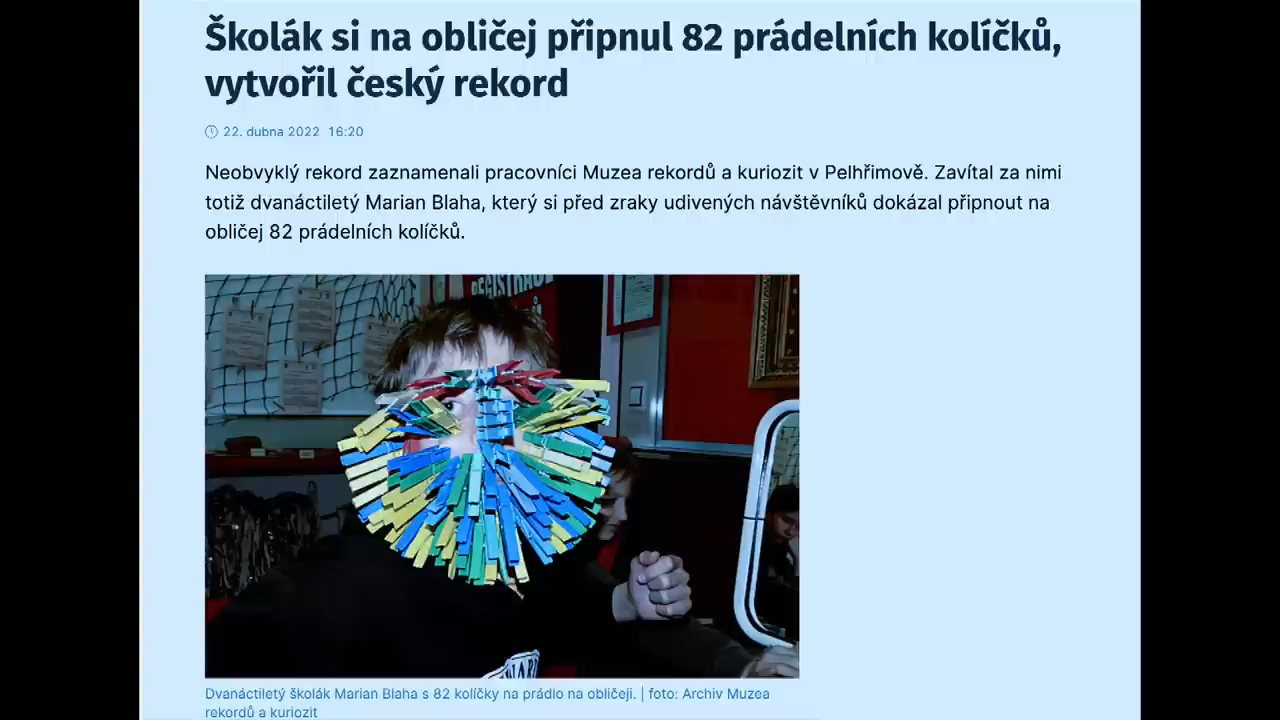 Školák si na obličej připnul 82 prádelních kolíčků,
vytvořil český rekord
22. dubna 2022 16:20
Neobvyklý rekord zaznamenali pracovníci Muzea rekordů a kuriozit v Pelhřimově. Zavítal za nimi
totiž dvanáctiletý Marian Blaha, který si před zraky udivených návštěvníků dokázal připnout na
obličej 82 prádelních kolíčků.
Dvanáctiletý školák Marian Blaha s 82 kolíčky na prádlo na obličeji. | foto: Archiv Muzea
rekordů a kuriozit